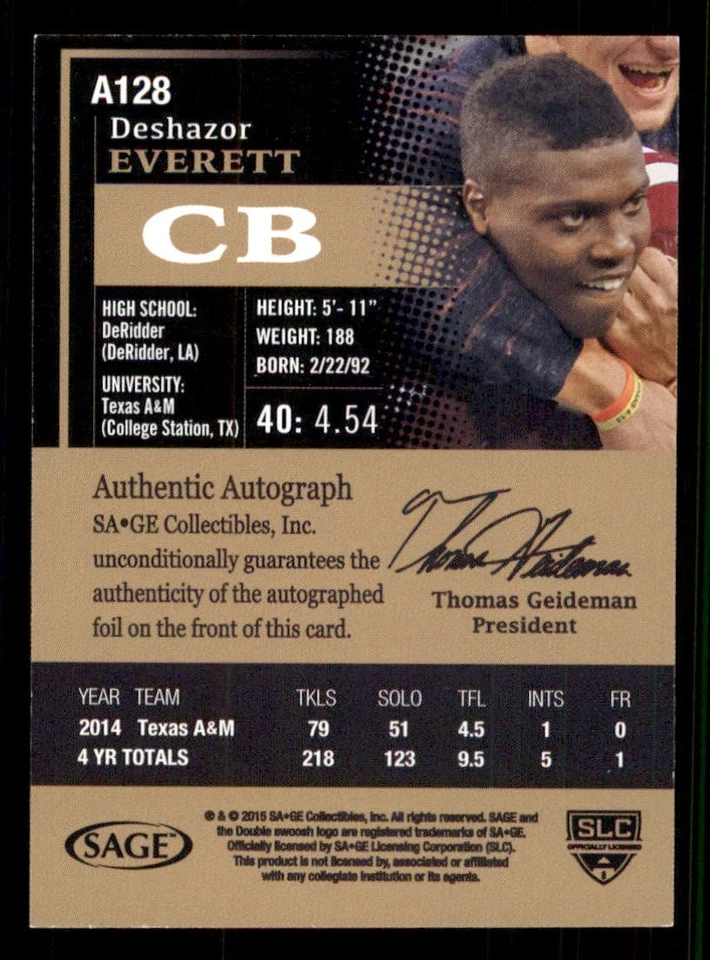 A128
Deshazor
EVERETT
CB
HIGH SCHOOL:
DeRidder
(DeRidder, LA)
UNIVERSITY:
Texas A&M
(College Station, TX)
HEIGHT: 5'- 11"
WEIGHT: 188
BORN: 2/22/92
40: 4.54
Authentic Autograph
SA•GE Collectibles, Inc.
unconditionally guarantees the
authenticity of the autographed
foil on the front of this card.
Thomas Geideman
Thomas Geideman
President
YEAR TEAM TKLS SOLO TFL INTS FR
2014 Texas A&M 79 51 4.5 1 0
4 YR TOTALS 218 123 9.5 5 1
SAGE™
℗ & © 2015 SA•GE Collectibles, Inc. All rights reserved. SAGE and
the Double swoosh logo are registered trademarks of SA•GE.
Officially licensed by SA•GE Licensing Corporation (SLC).
This product is not licensed by, associated or affiliated
with any collegiate institution or its agents.
SLC
OFFICIALLY LICENSED